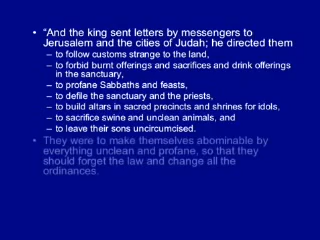 • "And the king sent letters by messengers to
Jerusalem and the cities of Judah; he directed them
– to follow customs strange to the land,
– to forbid burnt offerings and sacrifices and drink offerings
in the sanctuary,
– to profane Sabbaths and feasts,
– to defile the sanctuary and the priests,
– to build altars in sacred precincts and shrines for idols,
– to sacrifice swine and unclean animals, and
– to leave their sons uncircumcised.
• They were to make themselves abominable by
everything unclean and profane, so that they
should forget the law and change all the
ordinances.